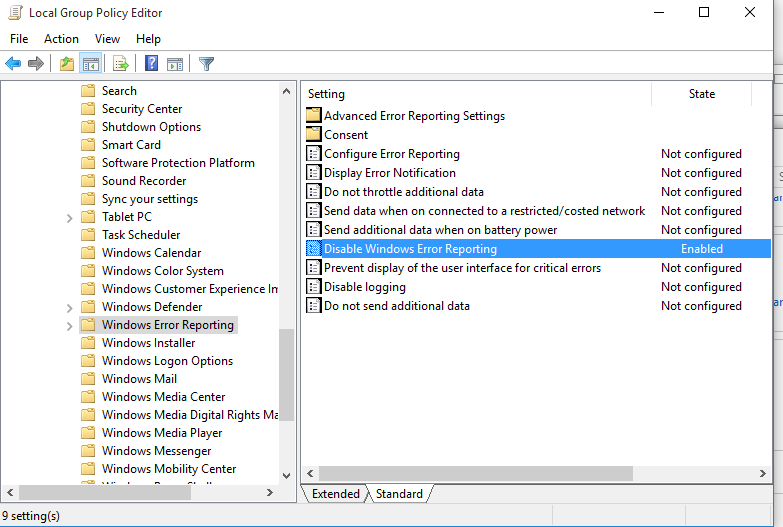 Local Group Policy Editor
File Action View Help
Search
Security Center
Shutdown Options
Smart Card
Software Protection Platform
Sound Recorder
Sync your settings
Tablet PC
Task Scheduler
Windows Calendar
Windows Color System
Windows Customer Experience In
Windows Defender
Windows Error Reporting
Windows Installer
Windows Logon Options
Windows Mail
Windows Media Center
Windows Media Digital Rights Ma
Windows Media Player
Windows Messenger
Windows Mobility Center
Setting State
Advanced Error Reporting Settings
Consent
Configure Error Reporting Not configured
Display Error Notification Not configured
Do not throttle additional data Not configured
Send data when on connected to a restricted/costed network Not configured
Send additional data when on battery power Not configured
Disable Windows Error Reporting Enabled
Prevent display of the user interface for critical errors Not configured
Disable logging Not configured
Do not send additional data Not configured
Extended Standard
9 setting(s)